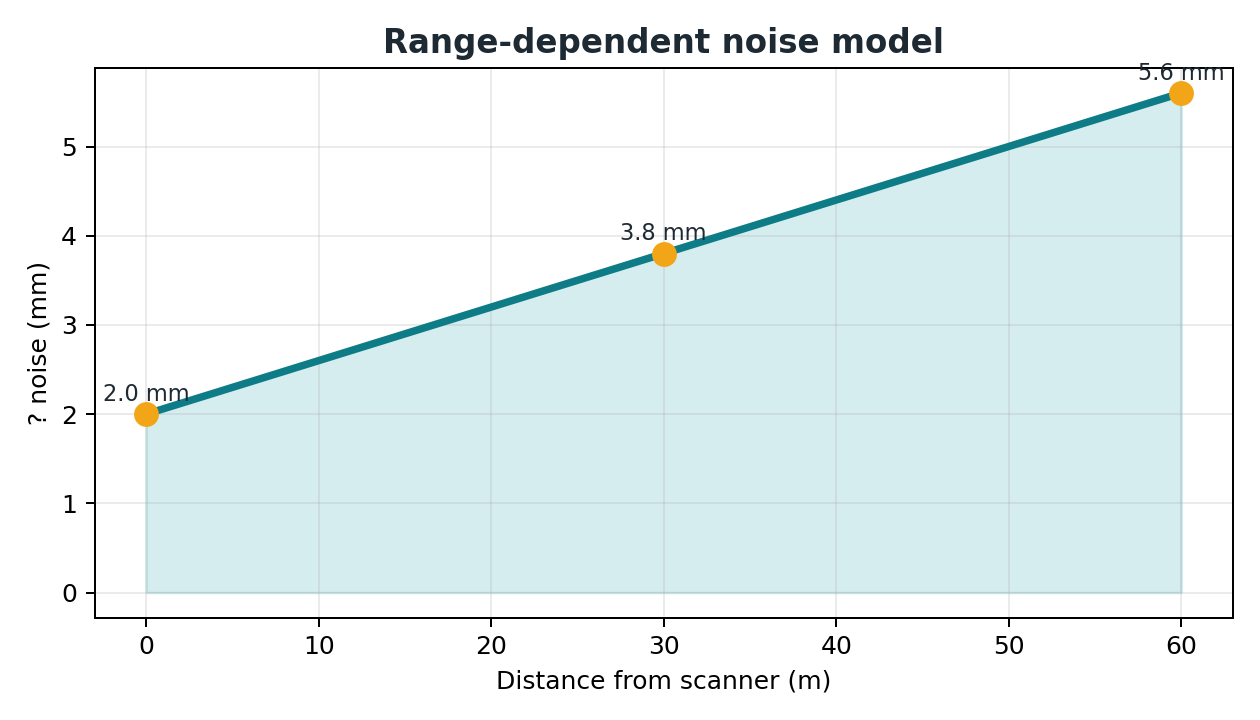 Range-dependent noise model
5.6 mm
3.8 mm
2.0 mm
? noise (mm)
5
4
3
2
1
0
0 10 20 30 40 50 60
Distance from scanner (m)